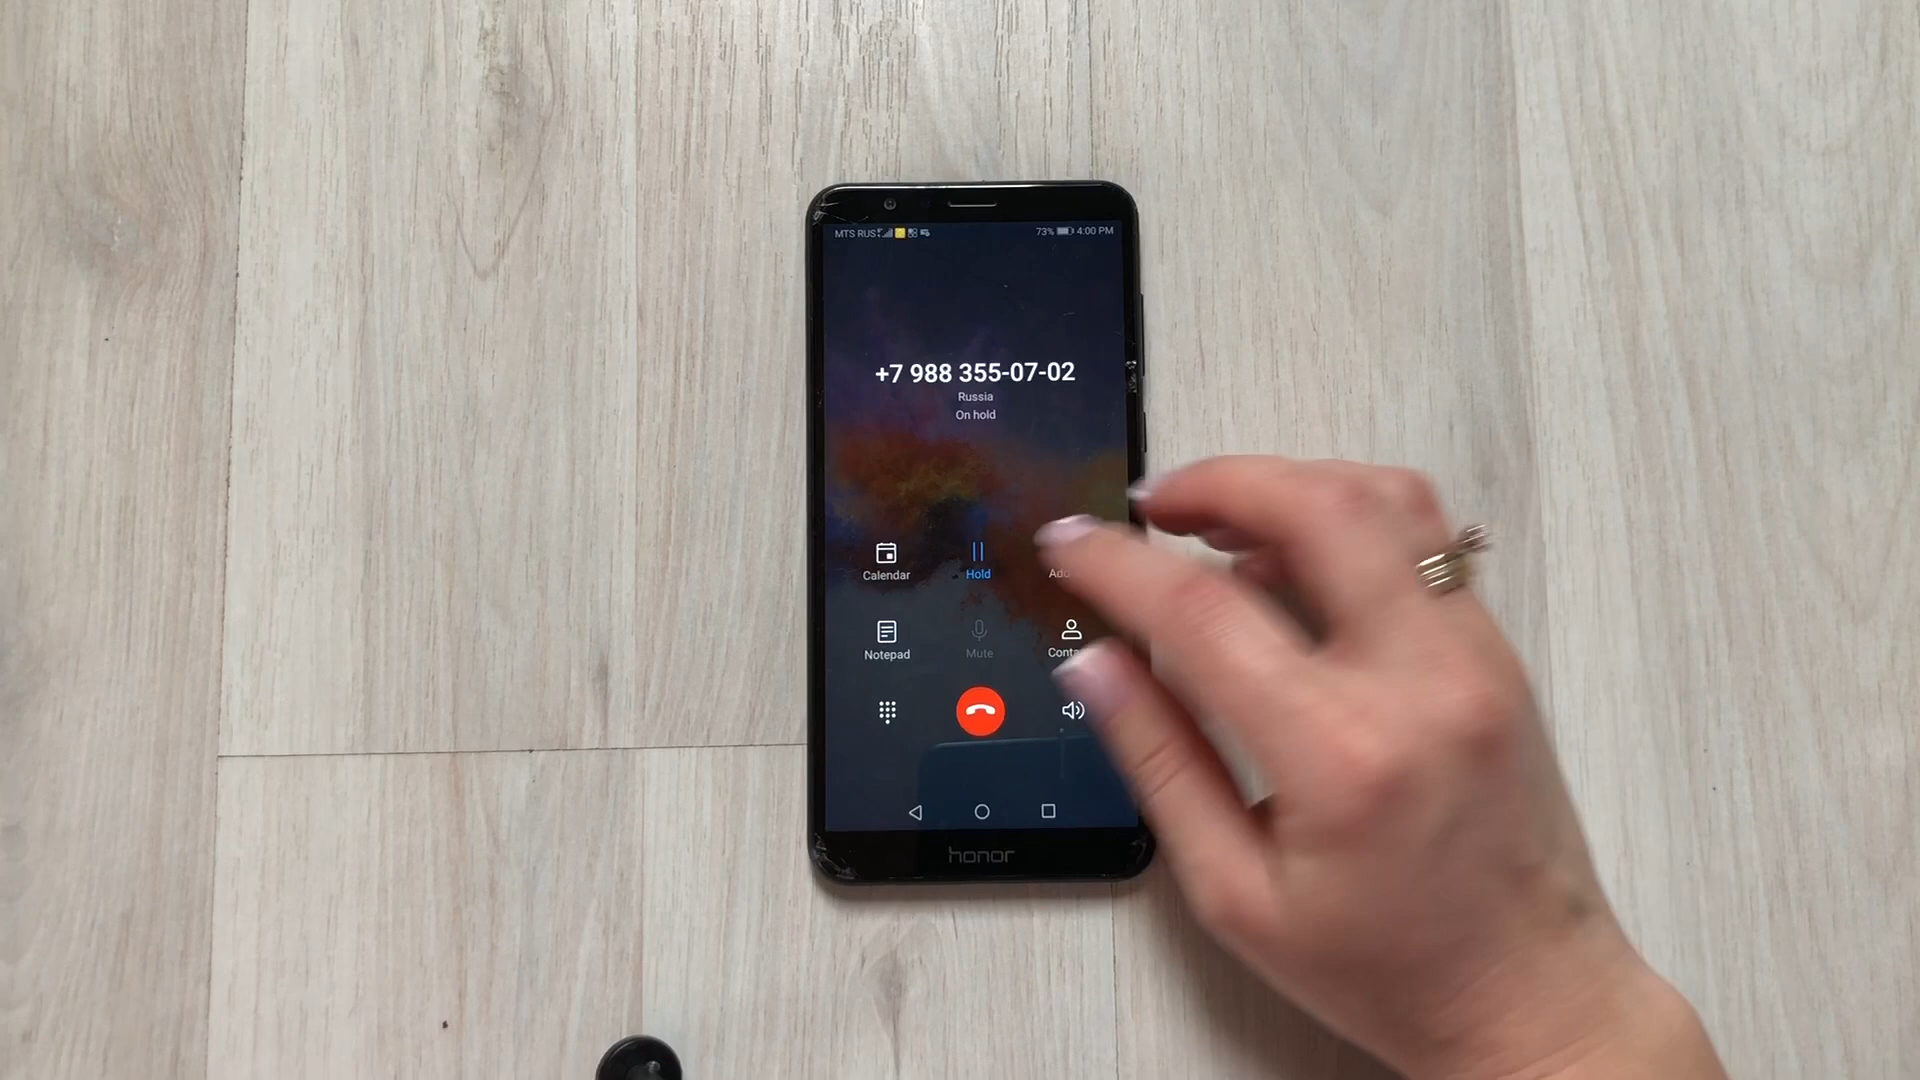 MTS RUS
73% 4:00 PM
+7 988 355-07-02
Russia
On hold
Calendar
Hold
Notepad
Mute
honor